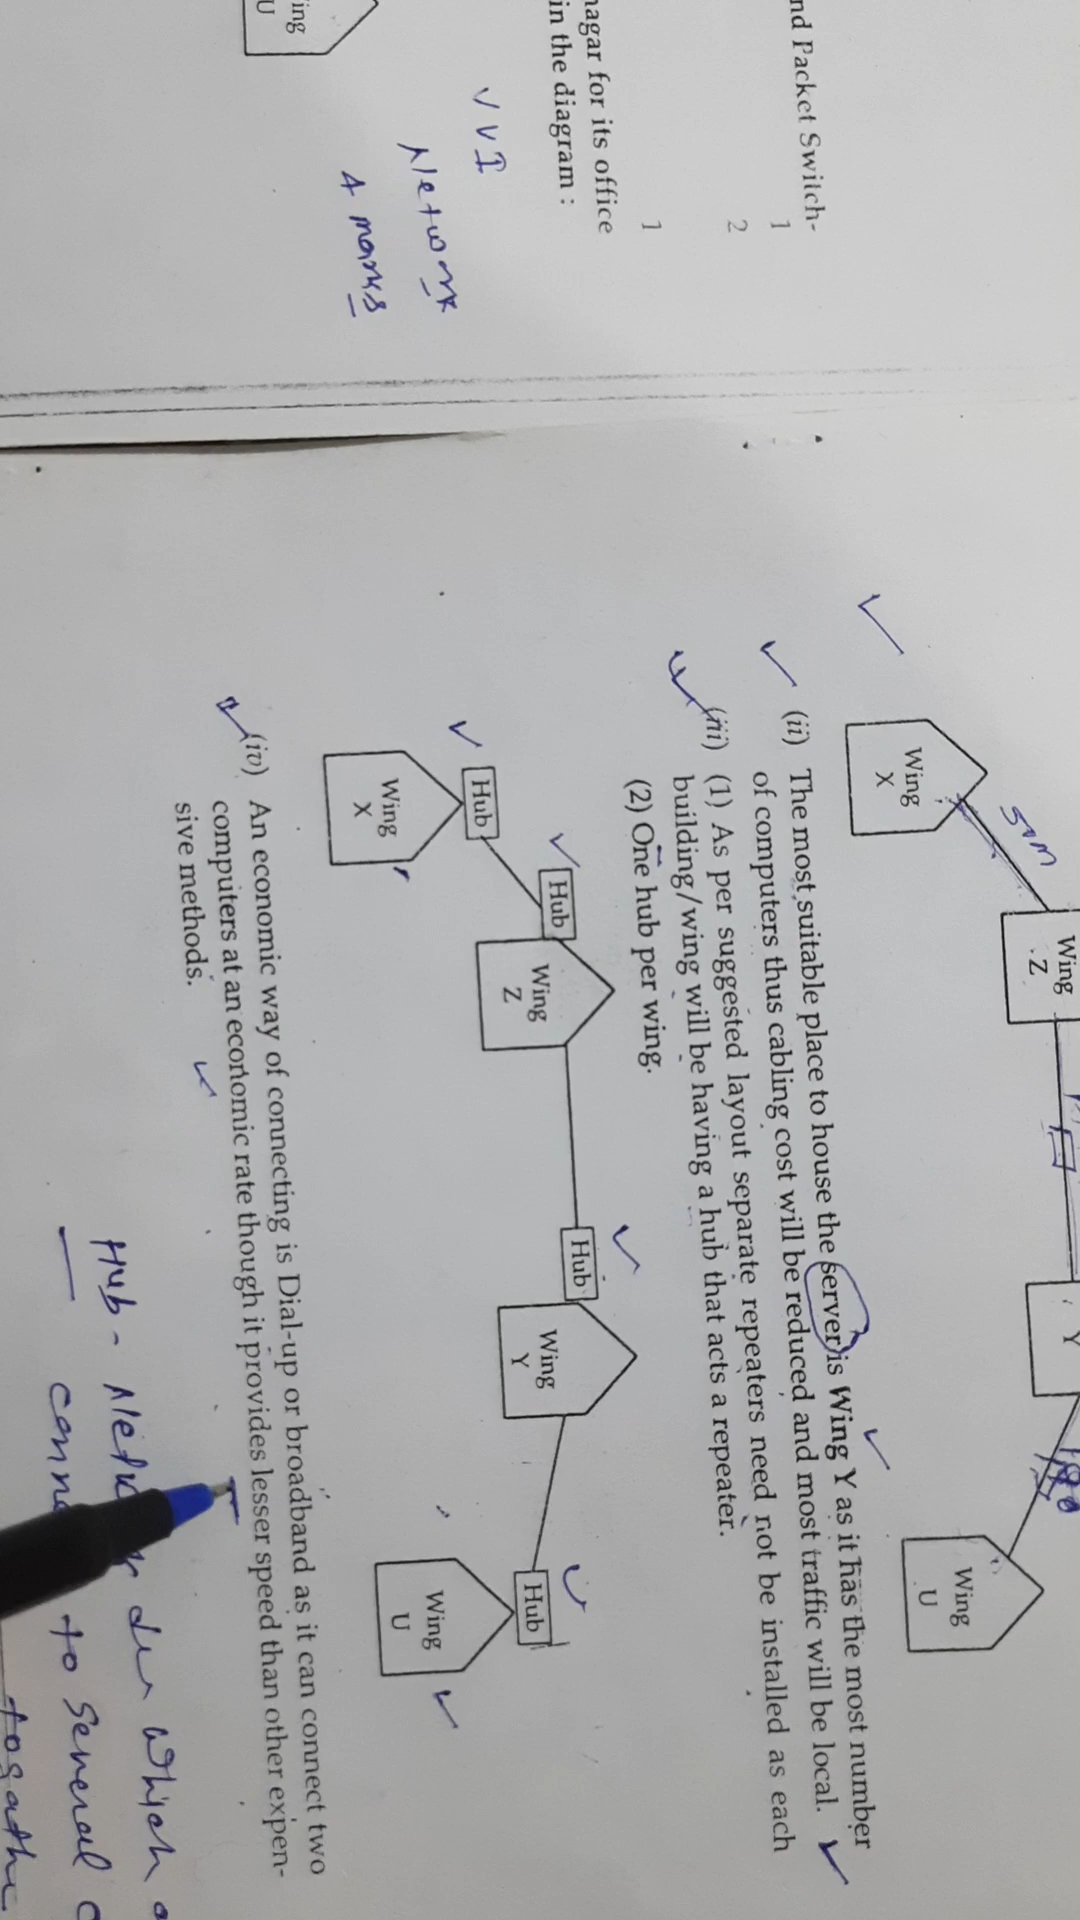 nd Packet Switch-
1
2
nagar for its office
1
in the diagram :
V V I
Network
4 marks
ing
U
50m
Wing
X
Wing
Z
Y
Wing
U
(ii) The most suitable place to house the server is Wing Y as it has the most number
of computers thus cabling cost will be reduced and most traffic will be local.
(iii) (1) As per suggested layout separate repeaters need not be installed as each
building/wing will be having a hub that acts a repeater.
(2) One hub per wing.
Hub
Wing
X
Hub
Wing
Z
Hub
Wing
Y
Hub
Wing
U
(iv) An economic way of connecting is Dial-up or broadband as it can connect two
computers at an economic rate though it provides lesser speed than other expen-
sive methods.
Hub - which
to several